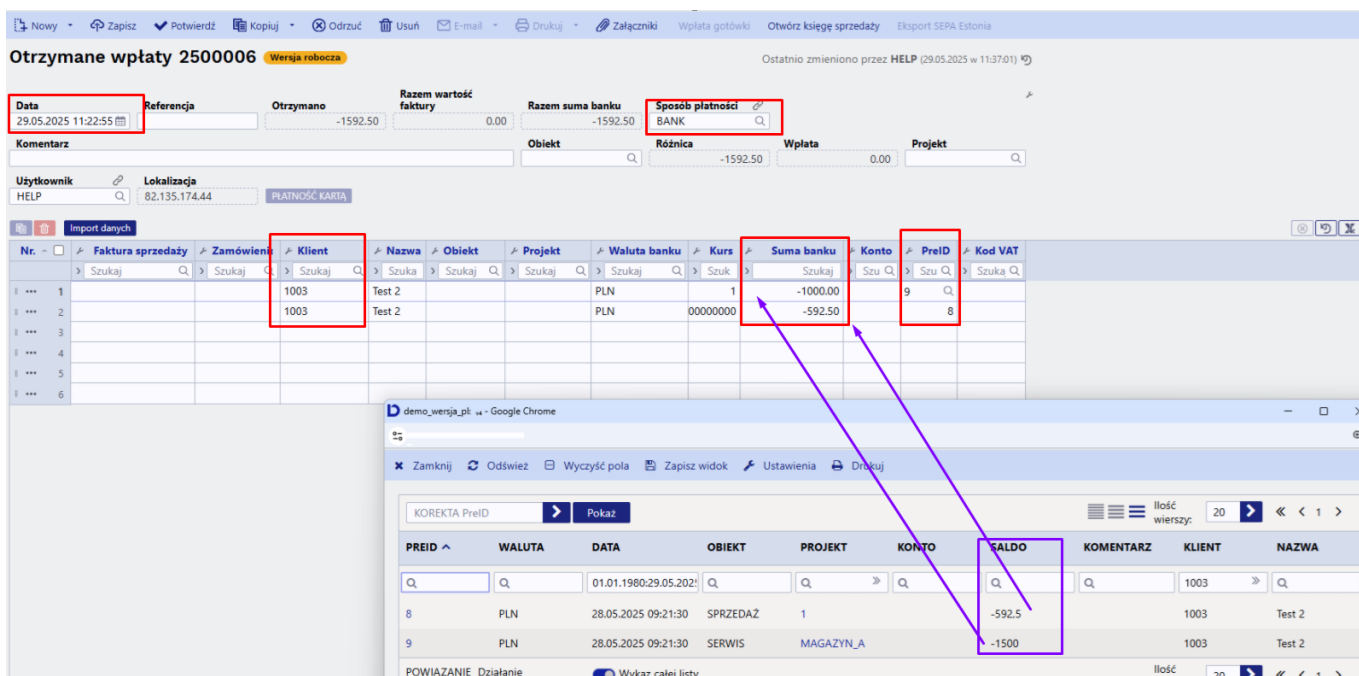 Nowy Zapisz Potwierdź Kopiuj Odrzuć Usuń E-mail Drukuj Załączniki Wpłata gotówki Otwórz księgę sprzedaży Eksport SEPA Estonia
Otrzymane wpłaty 2500006 Wersja robocza Ostatnio zmieniono przez HELP (29.05.2025 w 11:37:01)
Data Referencja Otrzymano Razem wartość faktury Razem suma banku Sposób płatności
29.05.2025 11:22:55 -1592.50 0.00 -1592.50 BANK
Komentarz Obiekt Różnica Wpłata Projekt
-1592.50 0.00
Użytkownik Lokalizacja
HELP 82.135.174.44 PŁATNOŚĆ KARTĄ
Import danych
Nr. Faktura sprzedaży Zamówienie Klient Nazwa Obiekt Projekt Waluta banku Kurs Suma banku Konto PreID Kod VAT
Szukaj Szukaj Szukaj Szuka Szukaj Szukaj Szukaj Szuk Szukaj Szu Szu Szuka
1 1003 Test 2 PLN 1 -1000.00 9
2 1003 Test 2 PLN 00000000 -592.50 8
3
4
5
6
demo_wersja_pl: v4 - Google Chrome
Zamknij Odśwież Wyczyść pola Zapisz widok Ustawienia Drukuj
KOREKTA PreID Pokaż Ilość wierszy: 20 1
PREID WALUTA DATA OBIEKT PROJEKT KONTO SALDO KOMENTARZ KLIENT NAZWA
01.01.1980:29.05.202 1003
8 PLN 28.05.2025 09:21:30 SPRZEDAŻ 1 -592.5 1003 Test 2
9 PLN 28.05.2025 09:21:30 SERWIS MAGAZYN_A -1500 1003 Test 2
POWIAZANIE_Działanie Wykaz całej listy Ilość 20 1